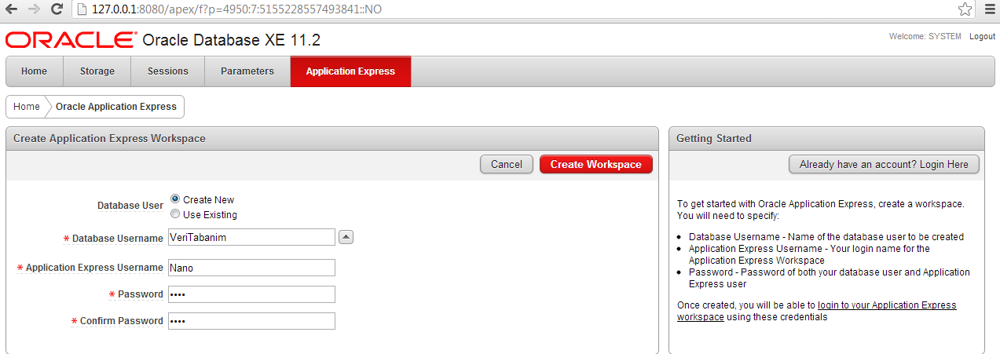 127.0.0.1:8080/apex/f?p=4950:7:5155228557493841::NO
ORACLE® Oracle Database XE 11.2
Welcome: SYSTEM Logout
Home Storage Sessions Parameters Application Express
Home Oracle Application Express
Create Application Express Workspace
Cancel Create Workspace
Database User
Create New
Use Existing
* Database Username VeriTabanim
* Application Express Username Nano
* Password ••••
* Confirm Password ••••
Getting Started
Already have an account? Login Here
To get started with Oracle Application Express, create a workspace.
You will need to specify:
• Database Username - Name of the database user to be created
• Application Express Username - Your login name for the
Application Express Workspace
• Password - Password of both your database user and Application
Express user
Once created, you will be able to login to your Application Express
workspace using these credentials